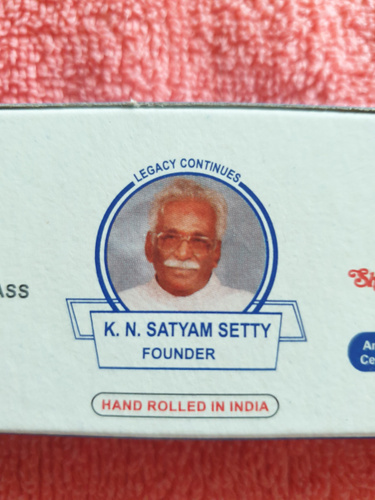 LEGACY CONTINUES
ASS
K. N. SATYAM SETTY
FOUNDER
HAND ROLLED IN INDIA